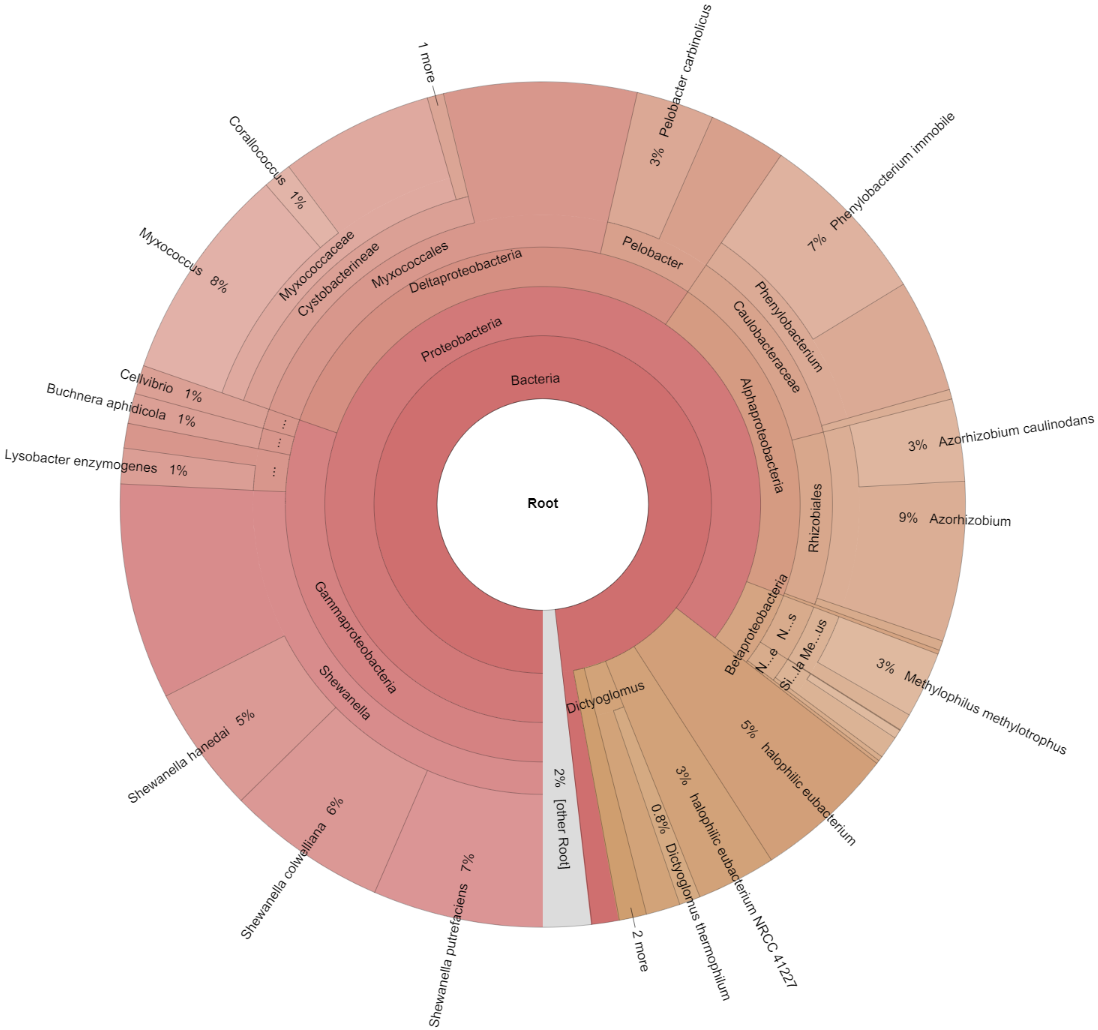 Root
Bacteria
Proteobacteria
Deltaproteobacteria
Myxococcales
Cystobacterineae
Myxococcaceae
Myxococcus 8%
Corallococcus 1%
1 more
Pelobacter
3% Pelobacter carbinolicus
Alphaproteobacteria
Caulobacteraceae
Phenylobacterium
7% Phenylobacterium immobile
Rhizobiales
3% Azorhizobium caulinodans
9% Azorhizobium
Betaproteobacteria
N...s
Me...us
3% Methylophilus methylotrophus
N...e
Si...la
5% halophilic eubacterium
3% halophilic eubacterium NRCC 41227
Dictyoglomus
0.8% Dictyoglomus thermophilum
2 more
2% [other Root]
Gammaproteobacteria
Shewanella
Shewanella putrefaciens 7%
Shewanella colwelliana 6%
Shewanella hanedai 5%
Lysobacter enzymogenes 1%
...
Buchnera aphidicola 1%
...
Cellvibrio 1%
...